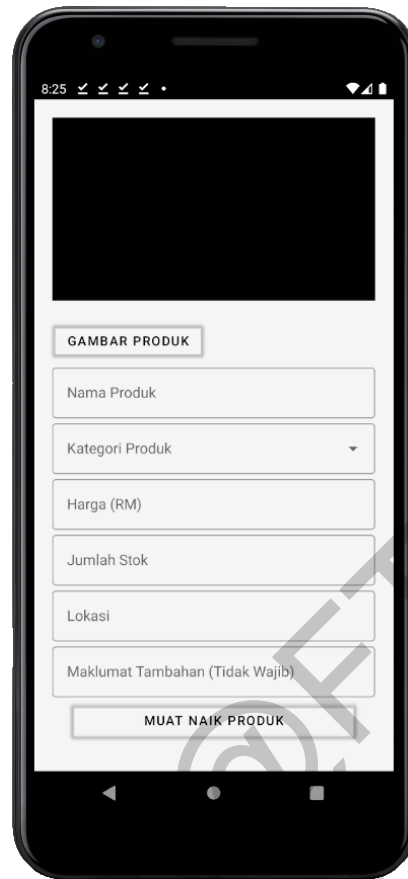 8:25
GAMBAR PRODUK
Nama Produk
Kategori Produk
Harga (RM)
Jumlah Stok
Lokasi
Maklumat Tambahan (Tidak Wajib)
MUAT NAIK PRODUK
@FT